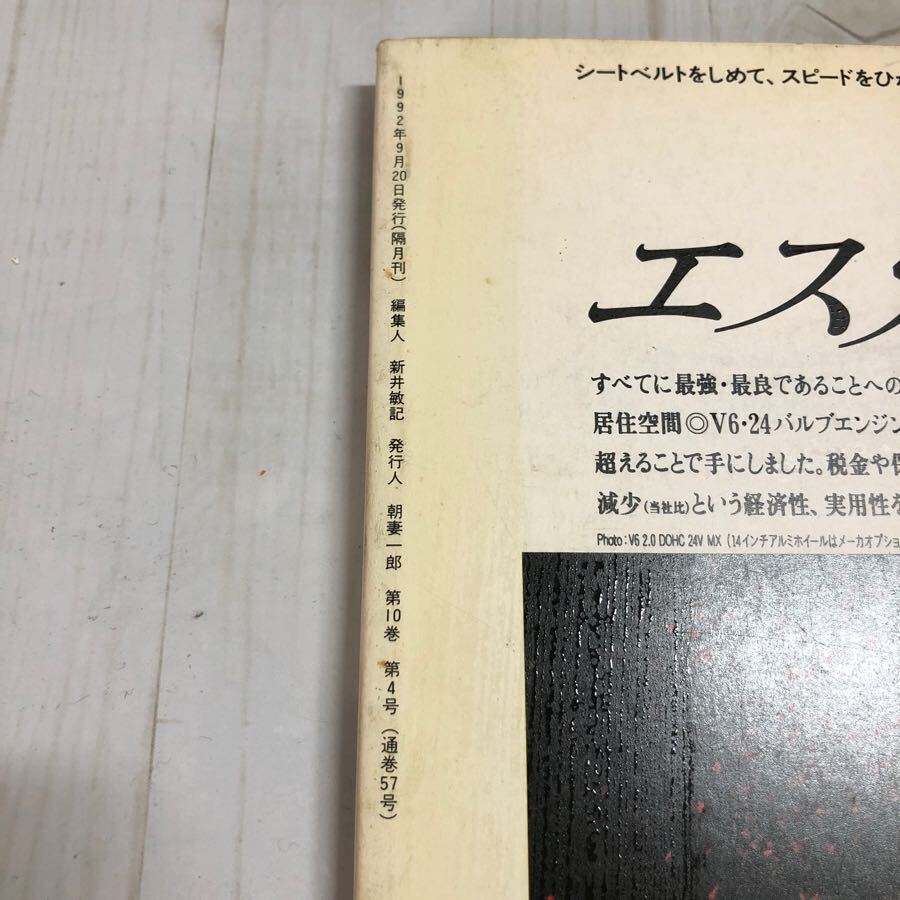 1992年9月20日発行(隔月刊) 編集人 新井敏記 発行人 朝妻一郎 第10巻 第4号(通巻57号)
シートベルトをしめて、スピードをひか
エス
すべてに最強・最良であることへの
居住空間◎V6・24バルブエンジン
超えることで手にしました。税金や保
減少(当社比)という経済性、実用性を
Photo:V6 2.0 DOHC 24V MX (14インチアルミホイールはメーカオプショ